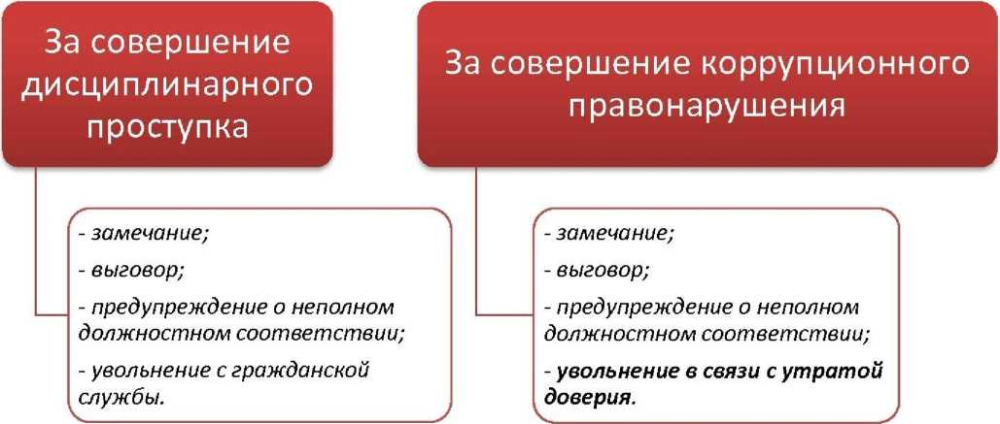 За совершение
дисциплинарного
проступка
- замечание;
- выговор;
- предупреждение о неполном
должностном соответствии;
- увольнение с гражданской
службы.
За совершение коррупционного
правонарушения
- замечание;
- выговор;
- предупреждение о неполном
должностном соответствии;
- увольнение в связи с утратой
доверия.